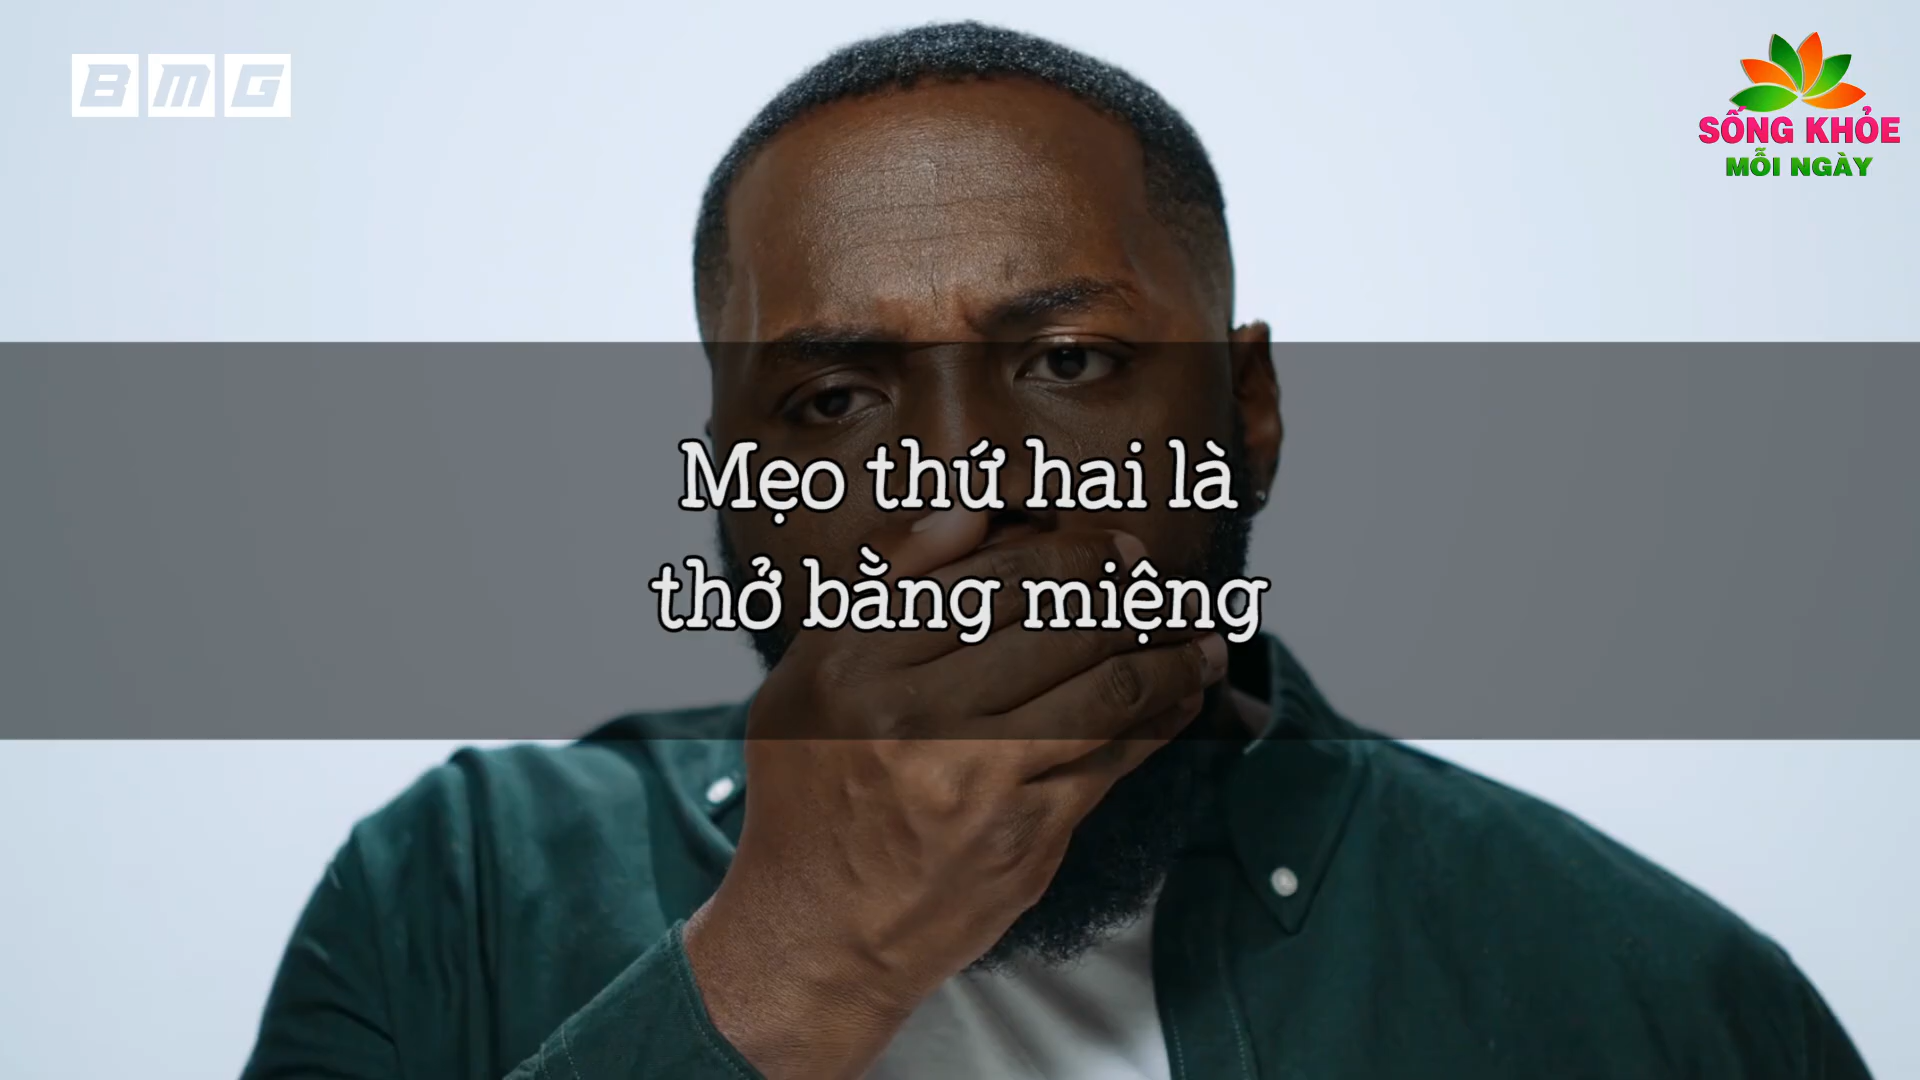 BMG
SỐNG KHỎE
MỖI NGÀY
Mẹo thứ hai là
thở bằng miệng